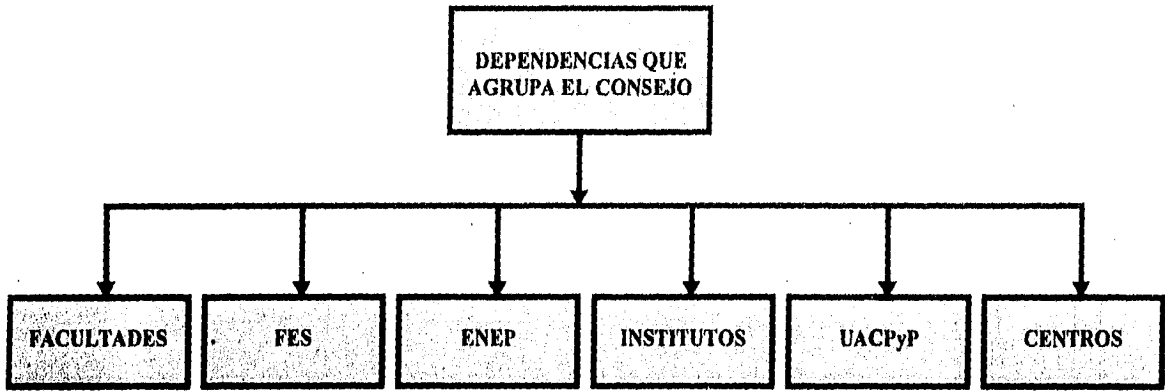 DEPENDENCIAS QUE
AGRUPA EL CONSEJO
FACULTADES
FES
ENEP
INSTITUTOS
UACPyP
CENTROS